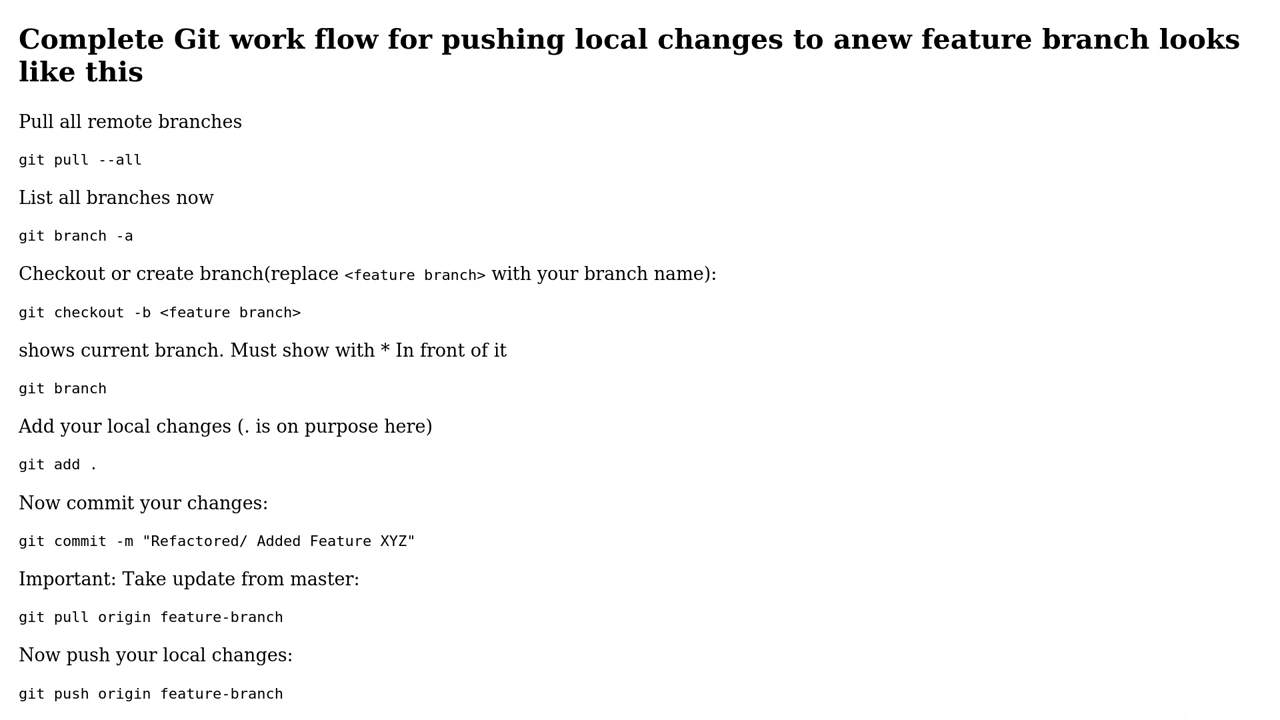 Complete Git work flow for pushing local changes to anew feature branch looks
like this
Pull all remote branches
git pull --all
List all branches now
git branch -a
Checkout or create branch(replace <feature branch> with your branch name):
git checkout -b <feature branch>
shows current branch. Must show with * In front of it
git branch
Add your local changes (. is on purpose here)
git add .
Now commit your changes:
git commit -m "Refactored/ Added Feature XYZ"
Important: Take update from master:
git pull origin feature-branch
Now push your local changes:
git push origin feature-branch